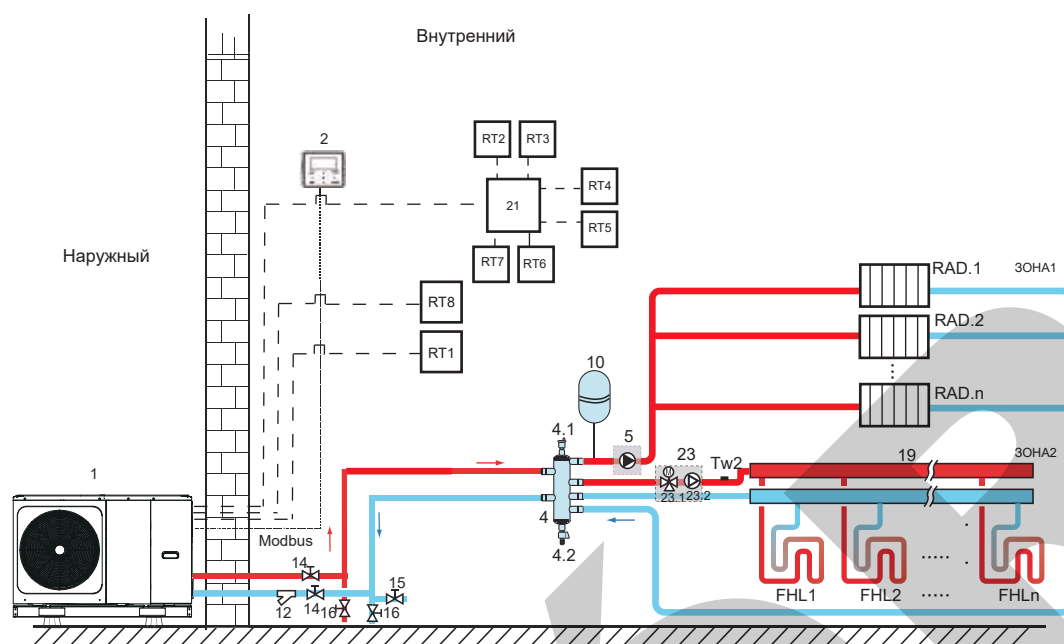 Внутренний
2
RT2
RT3
RT4
21
RT5
RT7
RT6
Наружный
RAD.1
ЗОНА1
RT8
RAD.2
RT1
10
RAD.n
4.1
5
23
Tw2
19
ЗОНА2
1
23.1
23.2
4
4.2
Modbus
14
15
12
14
16
16
FHL1
FHL2
FHLn